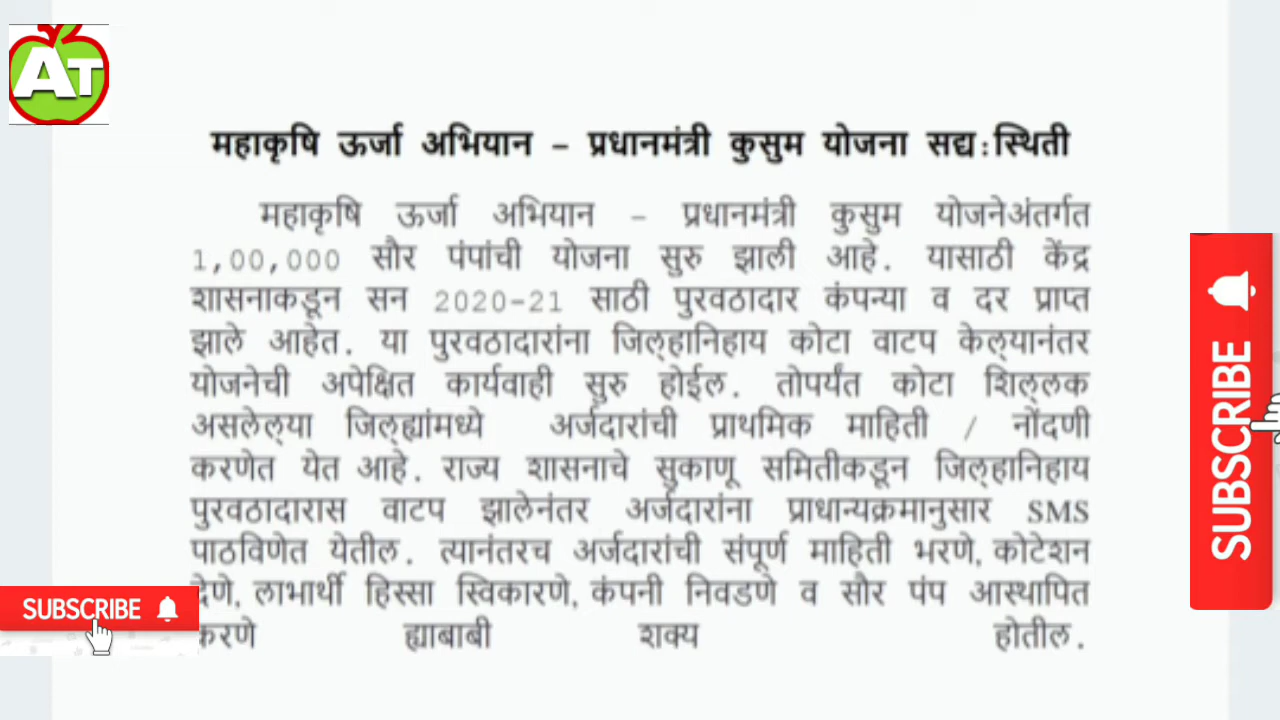 AT
महाकृषि ऊर्जा अभियान – प्रधानमंत्री कुसुम योजना सद्य:स्थिती
महाकृषि ऊर्जा अभियान – प्रधानमंत्री कुसुम योजनेअंतर्गत
1,00,000 सौर पंपांची योजना सुरु झाली आहे. यासाठी केंद्र
शासनाकडून सन 2020-21 साठी पुरवठादार कंपन्या व दर प्राप्त
झाले आहेत. या पुरवठादारांना जिल्हानिहाय कोटा वाटप केल्यानंतर
योजनेची अपेक्षित कार्यवाही सुरु होईल. तोपर्यंत कोटा शिल्लक
असलेल्या जिल्ह्यांमध्ये अर्जदारांची प्राथमिक माहिती / नोंदणी
करणेत येत आहे. राज्य शासनाचे सुकाणू समितीकडून जिल्हानिहाय
पुरवठादारास वाटप झालेनंतर अर्जदारांना प्राधान्यक्रमानुसार SMS
पाठविणेत येतील. त्यानंतरच अर्जदारांची संपूर्ण माहिती भरणे, कोटेशन
देणे, लाभार्थी हिस्सा स्विकारणे, कंपनी निवडणे व सौर पंप आस्थापित
करणे ह्याबाबी शक्य होतील.
SUBSCRIBE
SUBSCRIBE